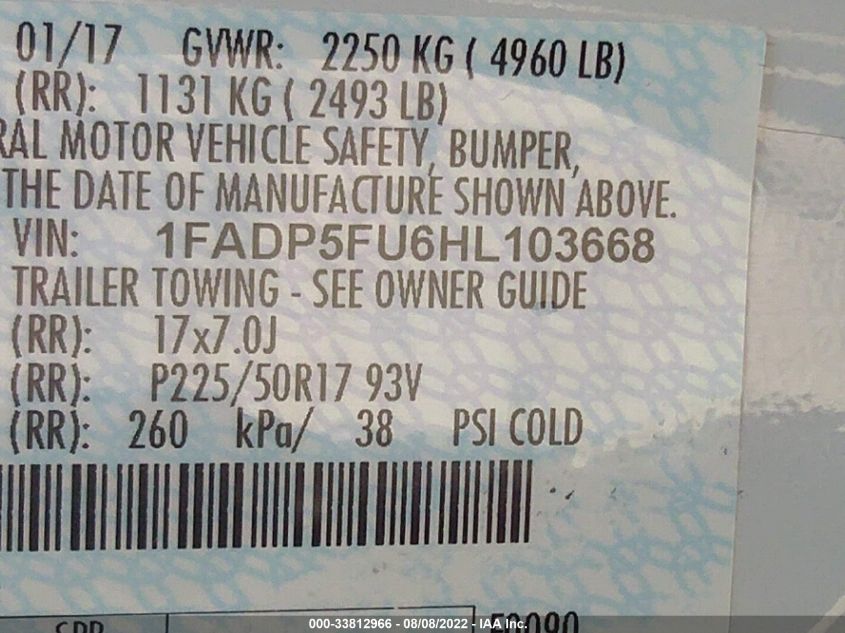 01/17 GVWR: 2250 KG ( 4960 LB)
(RR): 1131 KG ( 2493 LB)
RAL MOTOR VEHICLE SAFETY, BUMPER,
THE DATE OF MANUFACTURE SHOWN ABOVE.
VIN: 1FADP5FU6HL103668
TRAILER TOWING - SEE OWNER GUIDE
(RR): 17x7.0J
(RR): P225/50R17 93V
(RR): 260 kPa/ 38 PSI COLD
000-33812966 - 08/08/2022 - IAA Inc.